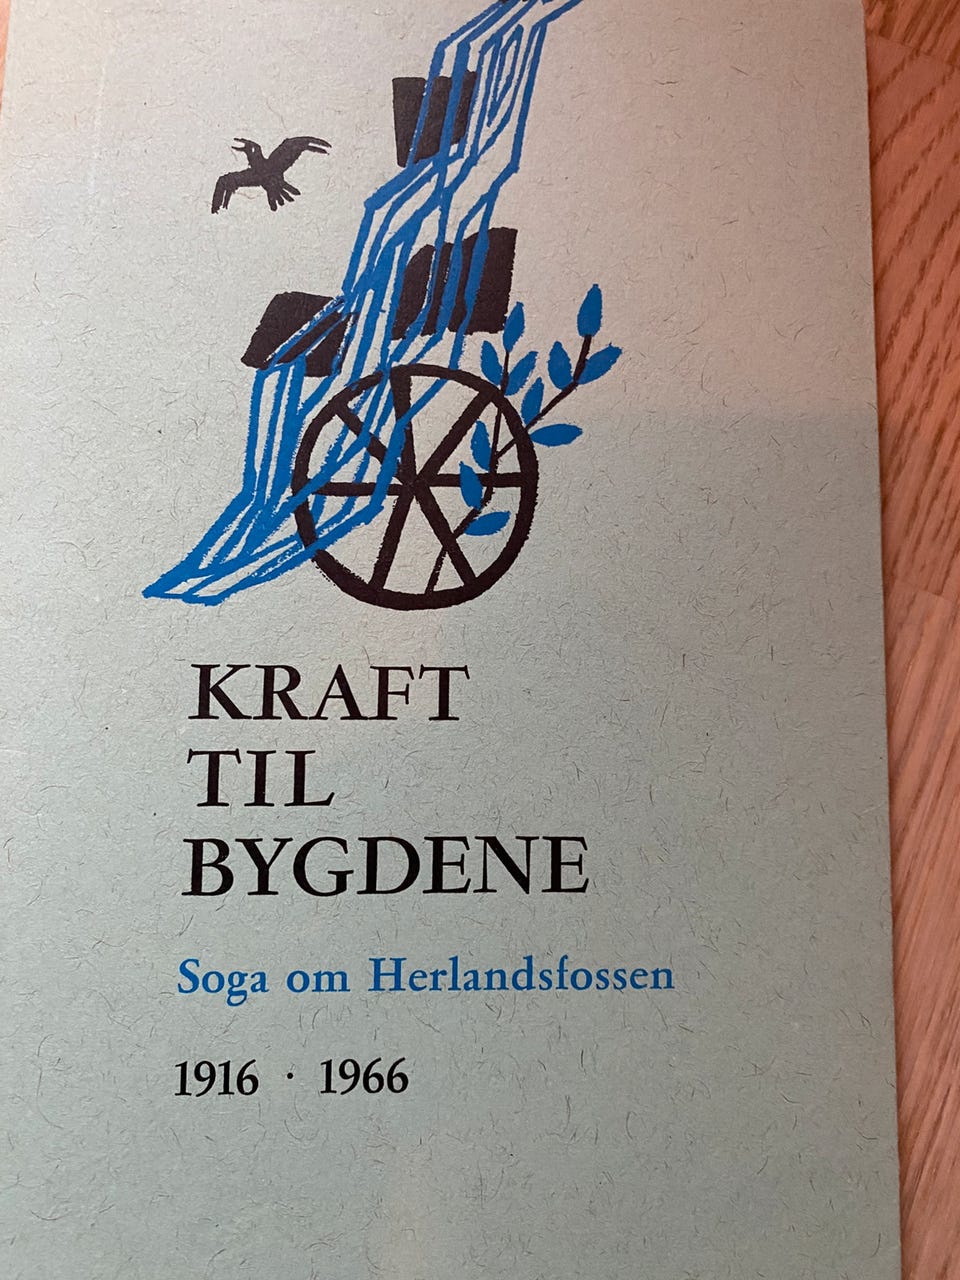 KRAFT
TIL
BYGDENE
Soga om Herlandsfossen
1916 · 1966